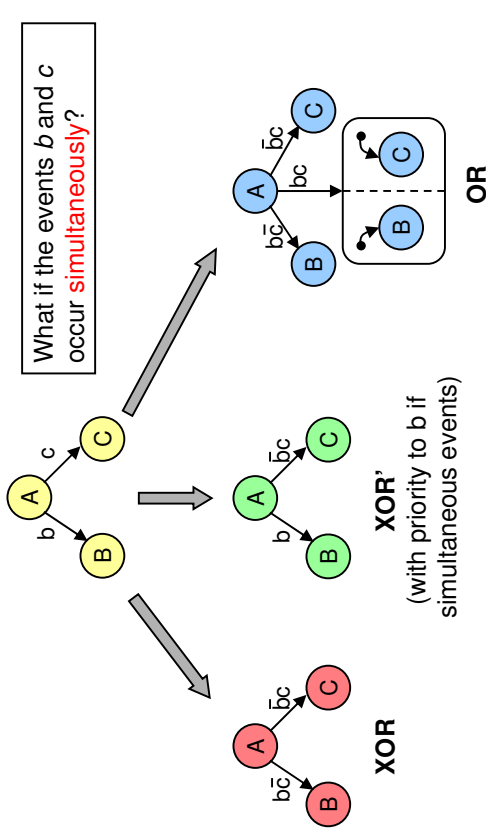 What if the events b and c
occur simultaneously?
A
b
c
B
C
A
bc̄
b̄c
B
C
XOR
A
b
b̄c
B
C
XOR'
(with priority to b if
simultaneous events)
A
bc̄
bc
b̄c
B
C
B
C
OR